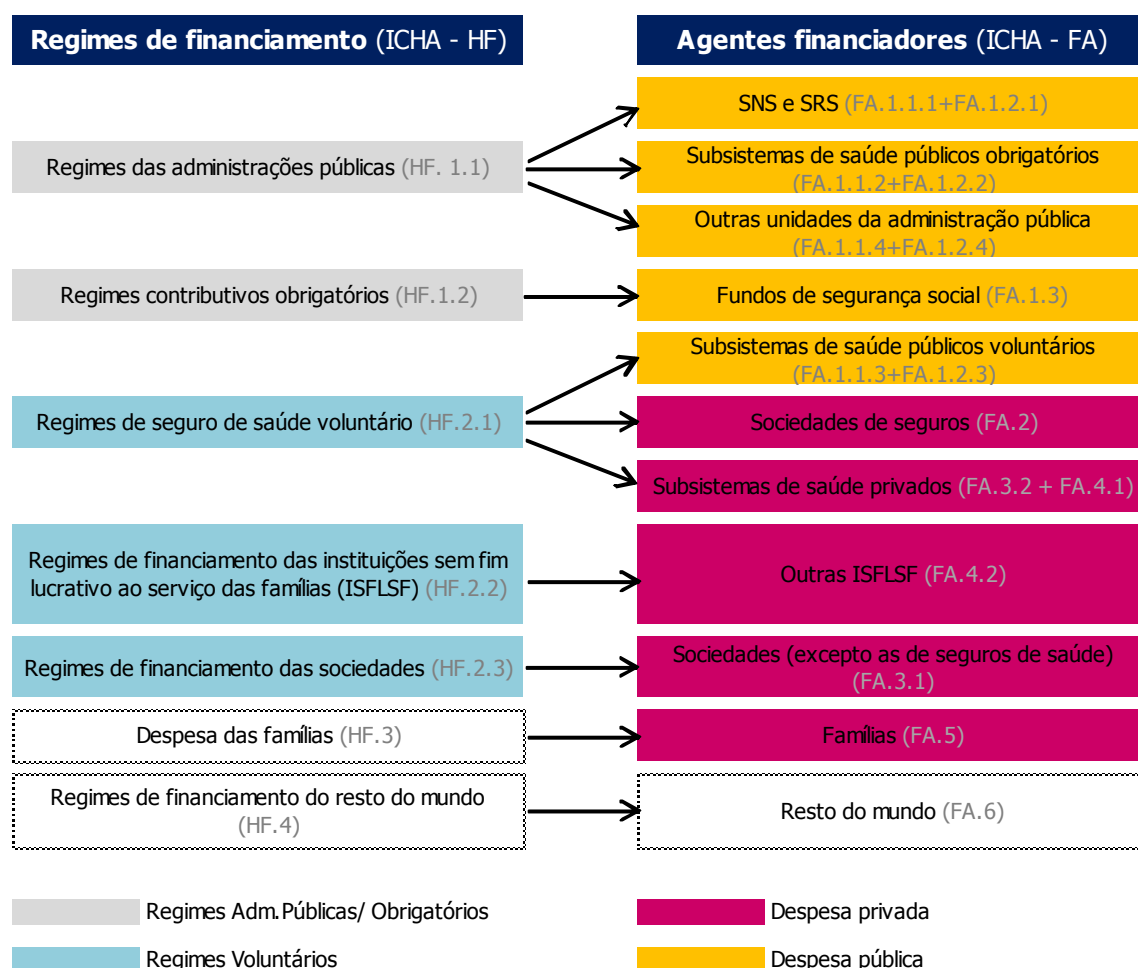 Regimes de financiamento (ICHA - HF)
Agentes financiadores (ICHA - FA)
SNS e SRS (FA.1.1.1+FA.1.2.1)
Regimes das administrações públicas (HF. 1.1)
Subsistemas de saúde públicos obrigatórios
(FA.1.1.2+FA.1.2.2)
Outras unidades da administração pública
(FA.1.1.4+FA.1.2.4)
Regimes contributivos obrigatórios (HF.1.2)
Fundos de segurança social (FA.1.3)
Subsistemas de saúde públicos voluntários
(FA.1.1.3+FA.1.2.3)
Regimes de seguro de saúde voluntário (HF.2.1)
Sociedades de seguros (FA.2)
Subsistemas de saúde privados (FA.3.2 + FA.4.1)
Regimes de financiamento das instituições sem fim
lucrativo ao serviço das famílias (ISFLSF) (HF.2.2)
Outras ISFLSF (FA.4.2)
Regimes de financiamento das sociedades (HF.2.3)
Sociedades (excepto as de seguros de saúde)
(FA.3.1)
Despesa das famílias (HF.3)
Famílias (FA.5)
Regimes de financiamento do resto do mundo
(HF.4)
Resto do mundo (FA.6)
Regimes Adm.Públicas/ Obrigatórios
Despesa privada
Regimes Voluntários
Despesa pública